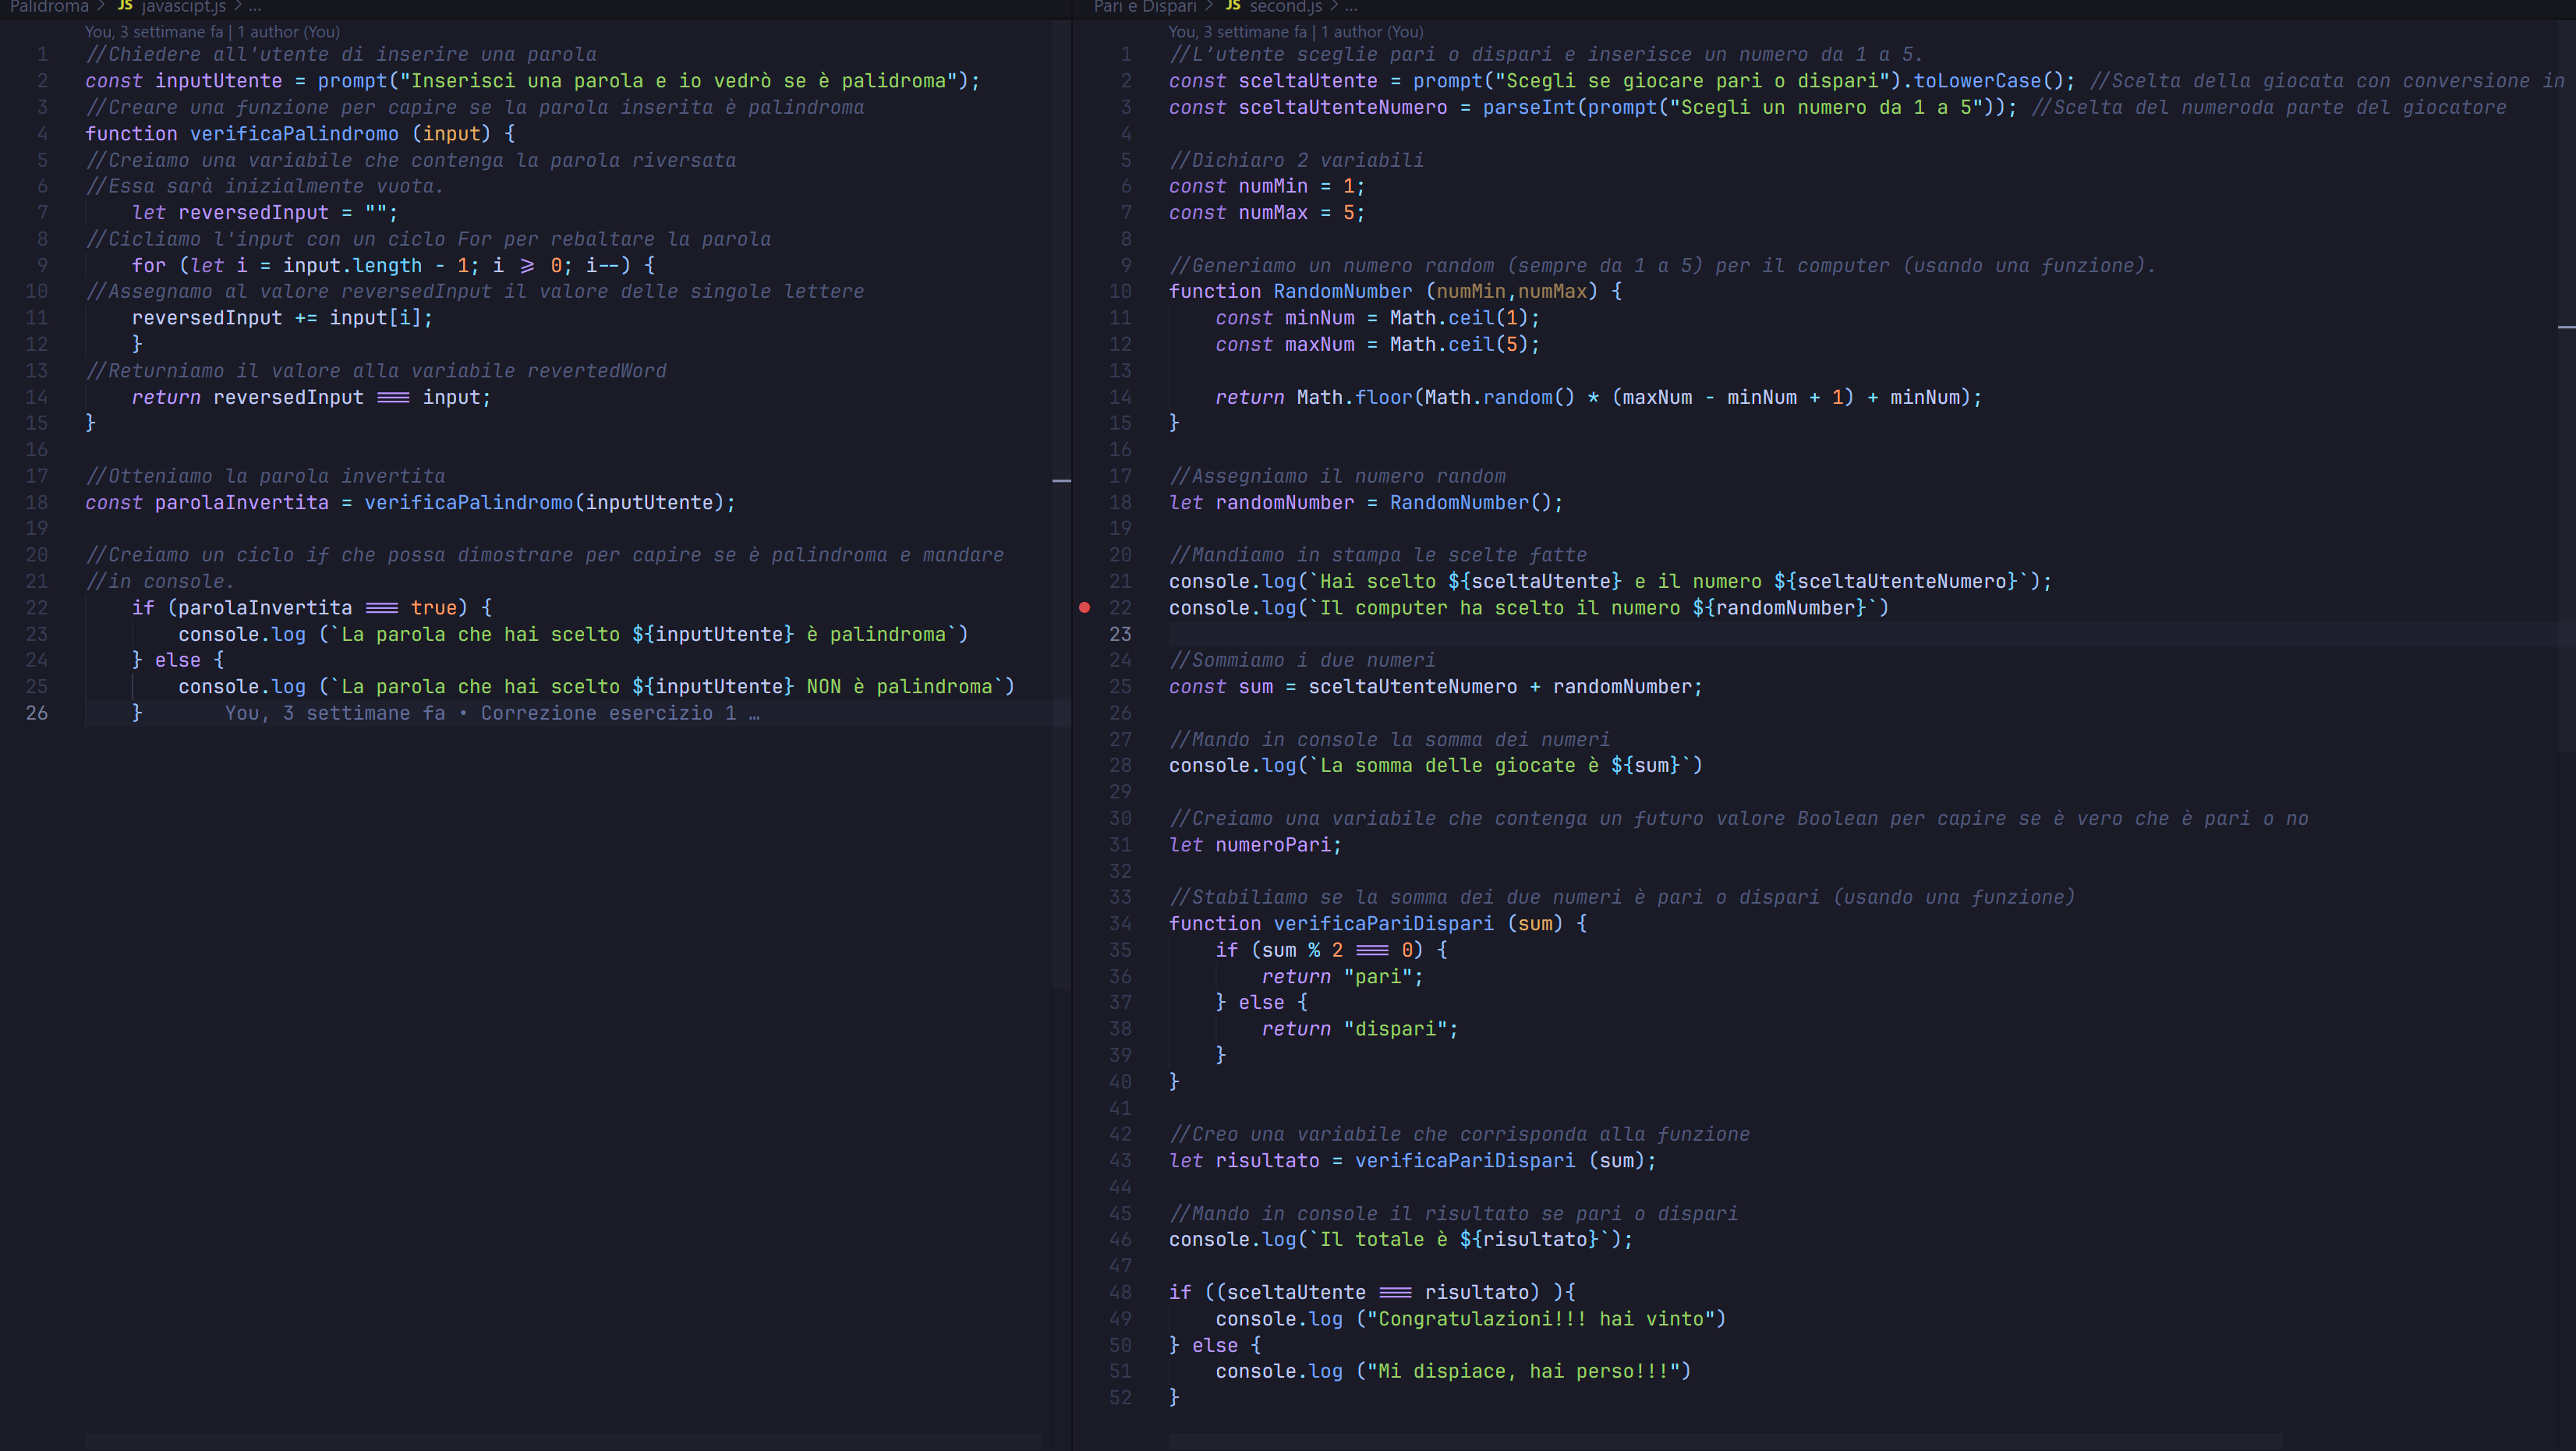 Palidroma > JS javascipt.js > ...
You, 3 settimane fa | 1 author (You)
1 //Chiedere all'utente di inserire una parola
2 const inputUtente = prompt("Inserisci una parola e io vedrò se è palidroma");
3 //Creare una funzione per capire se la parola inserita è palindroma
4 function verificaPalindromo (input) {
5 //Creiamo una variabile che contenga la parola riversata
6 //Essa sarà inizialmente vuota.
7 let reversedInput = "";
8 //Cicliamo l'input con un ciclo For per rebaltare la parola
9 for (let i = input.length - 1; i >= 0; i--) {
10 //Assegnamo al valore reversedInput il valore delle singole lettere
11 reversedInput += input[i];
12 }
13 //Returniamo il valore alla variabile revertedWord
14 return reversedInput === input;
15 }
16
17 //Otteniamo la parola invertita
18 const parolaInvertita = verificaPalindromo(inputUtente);
19
20 //Creiamo un ciclo if che possa dimostrare per capire se è palindroma e mandare
21 //in console.
22 if (parolaInvertita === true) {
23 console.log (`La parola che hai scelto ${inputUtente} è palindroma`)
24 } else {
25 console.log (`La parola che hai scelto ${inputUtente} NON è palindroma`)
26 } You, 3 settimane fa • Correzione esercizio 1 …
Pari e Dispari > JS second.js > ...
You, 3 settimane fa | 1 author (You)
1 //L'utente sceglie pari o dispari e inserisce un numero da 1 a 5.
2 const sceltaUtente = prompt("Scegli se giocare pari o dispari").toLowerCase(); //Scelta della giocata con conversione in
3 const sceltaUtenteNumero = parseInt(prompt("Scegli un numero da 1 a 5")); //Scelta del numeroda parte del giocatore
4
5 //Dichiaro 2 variabili
6 const numMin = 1;
7 const numMax = 5;
8
9 //Generiamo un numero random (sempre da 1 a 5) per il computer (usando una funzione).
10 function RandomNumber (numMin,numMax) {
11 const minNum = Math.ceil(1);
12 const maxNum = Math.ceil(5);
13
14 return Math.floor(Math.random() * (maxNum - minNum + 1) + minNum);
15 }
16
17 //Assegniamo il numero random
18 let randomNumber = RandomNumber();
19
20 //Mandiamo in stampa le scelte fatte
21 console.log(`Hai scelto ${sceltaUtente} e il numero ${sceltaUtenteNumero}`);
22 console.log(`Il computer ha scelto il numero ${randomNumber}`)
23
24 //Sommiamo i due numeri
25 const sum = sceltaUtenteNumero + randomNumber;
26
27 //Mando in console la somma dei numeri
28 console.log(`La somma delle giocate è ${sum}`)
29
30 //Creiamo una variabile che contenga un futuro valore Boolean per capire se è vero che è pari o no
31 let numeroPari;
32
33 //Stabiliamo se la somma dei due numeri è pari o dispari (usando una funzione)
34 function verificaPariDispari (sum) {
35 if (sum % 2 === 0) {
36 return "pari";
37 } else {
38 return "dispari";
39 }
40 }
41
42 //Creo una variabile che corrisponda alla funzione
43 let risultato = verificaPariDispari (sum);
44
45 //Mando in console il risultato se pari o dispari
46 console.log(`Il totale è ${risultato}`);
47
48 if ((sceltaUtente === risultato) ){
49 console.log ("Congratulazioni!!! hai vinto")
50 } else {
51 console.log ("Mi dispiace, hai perso!!!")
52 }